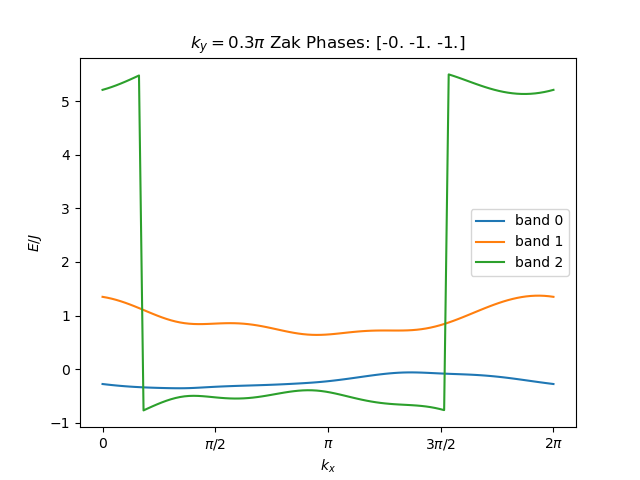 $k_y = 0.3\pi$ Zak Phases: [-0. -1. -1.]
5
4
3
2
1
0
−1
E/J
band 0
band 1
band 2
0
π/2
π
3π/2
2π
$k_x$